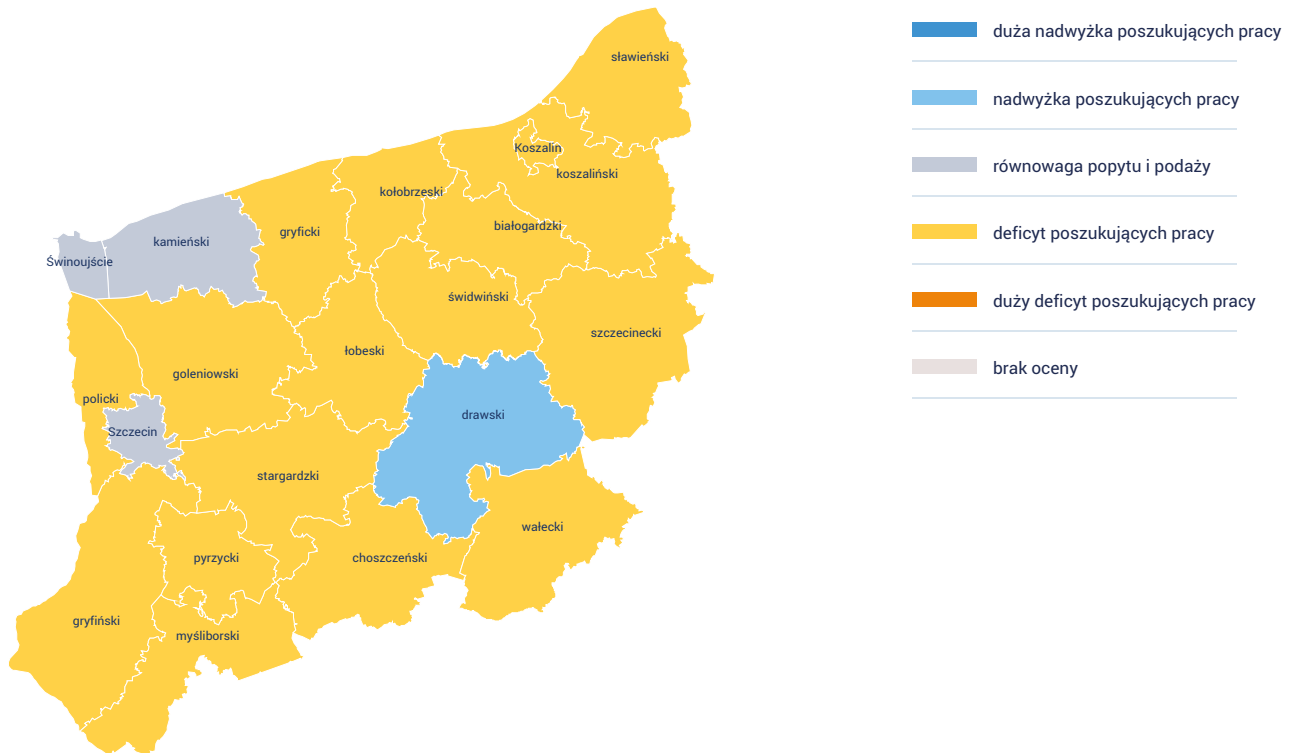 sławieński
Koszalin
koszaliński
kołobrzeski
białogardzki
gryficki
kamieński
Świnoujście
świdwiński
szczecinecki
łobeski
goleniowski
policki
drawski
Szczecin
stargardzki
wałecki
choszczeński
pyrzycki
gryfiński
myśliborski
duża nadwyżka poszukujących pracy
nadwyżka poszukujących pracy
równowaga popytu i podaży
deficyt poszukujących pracy
duży deficyt poszukujących pracy
brak oceny